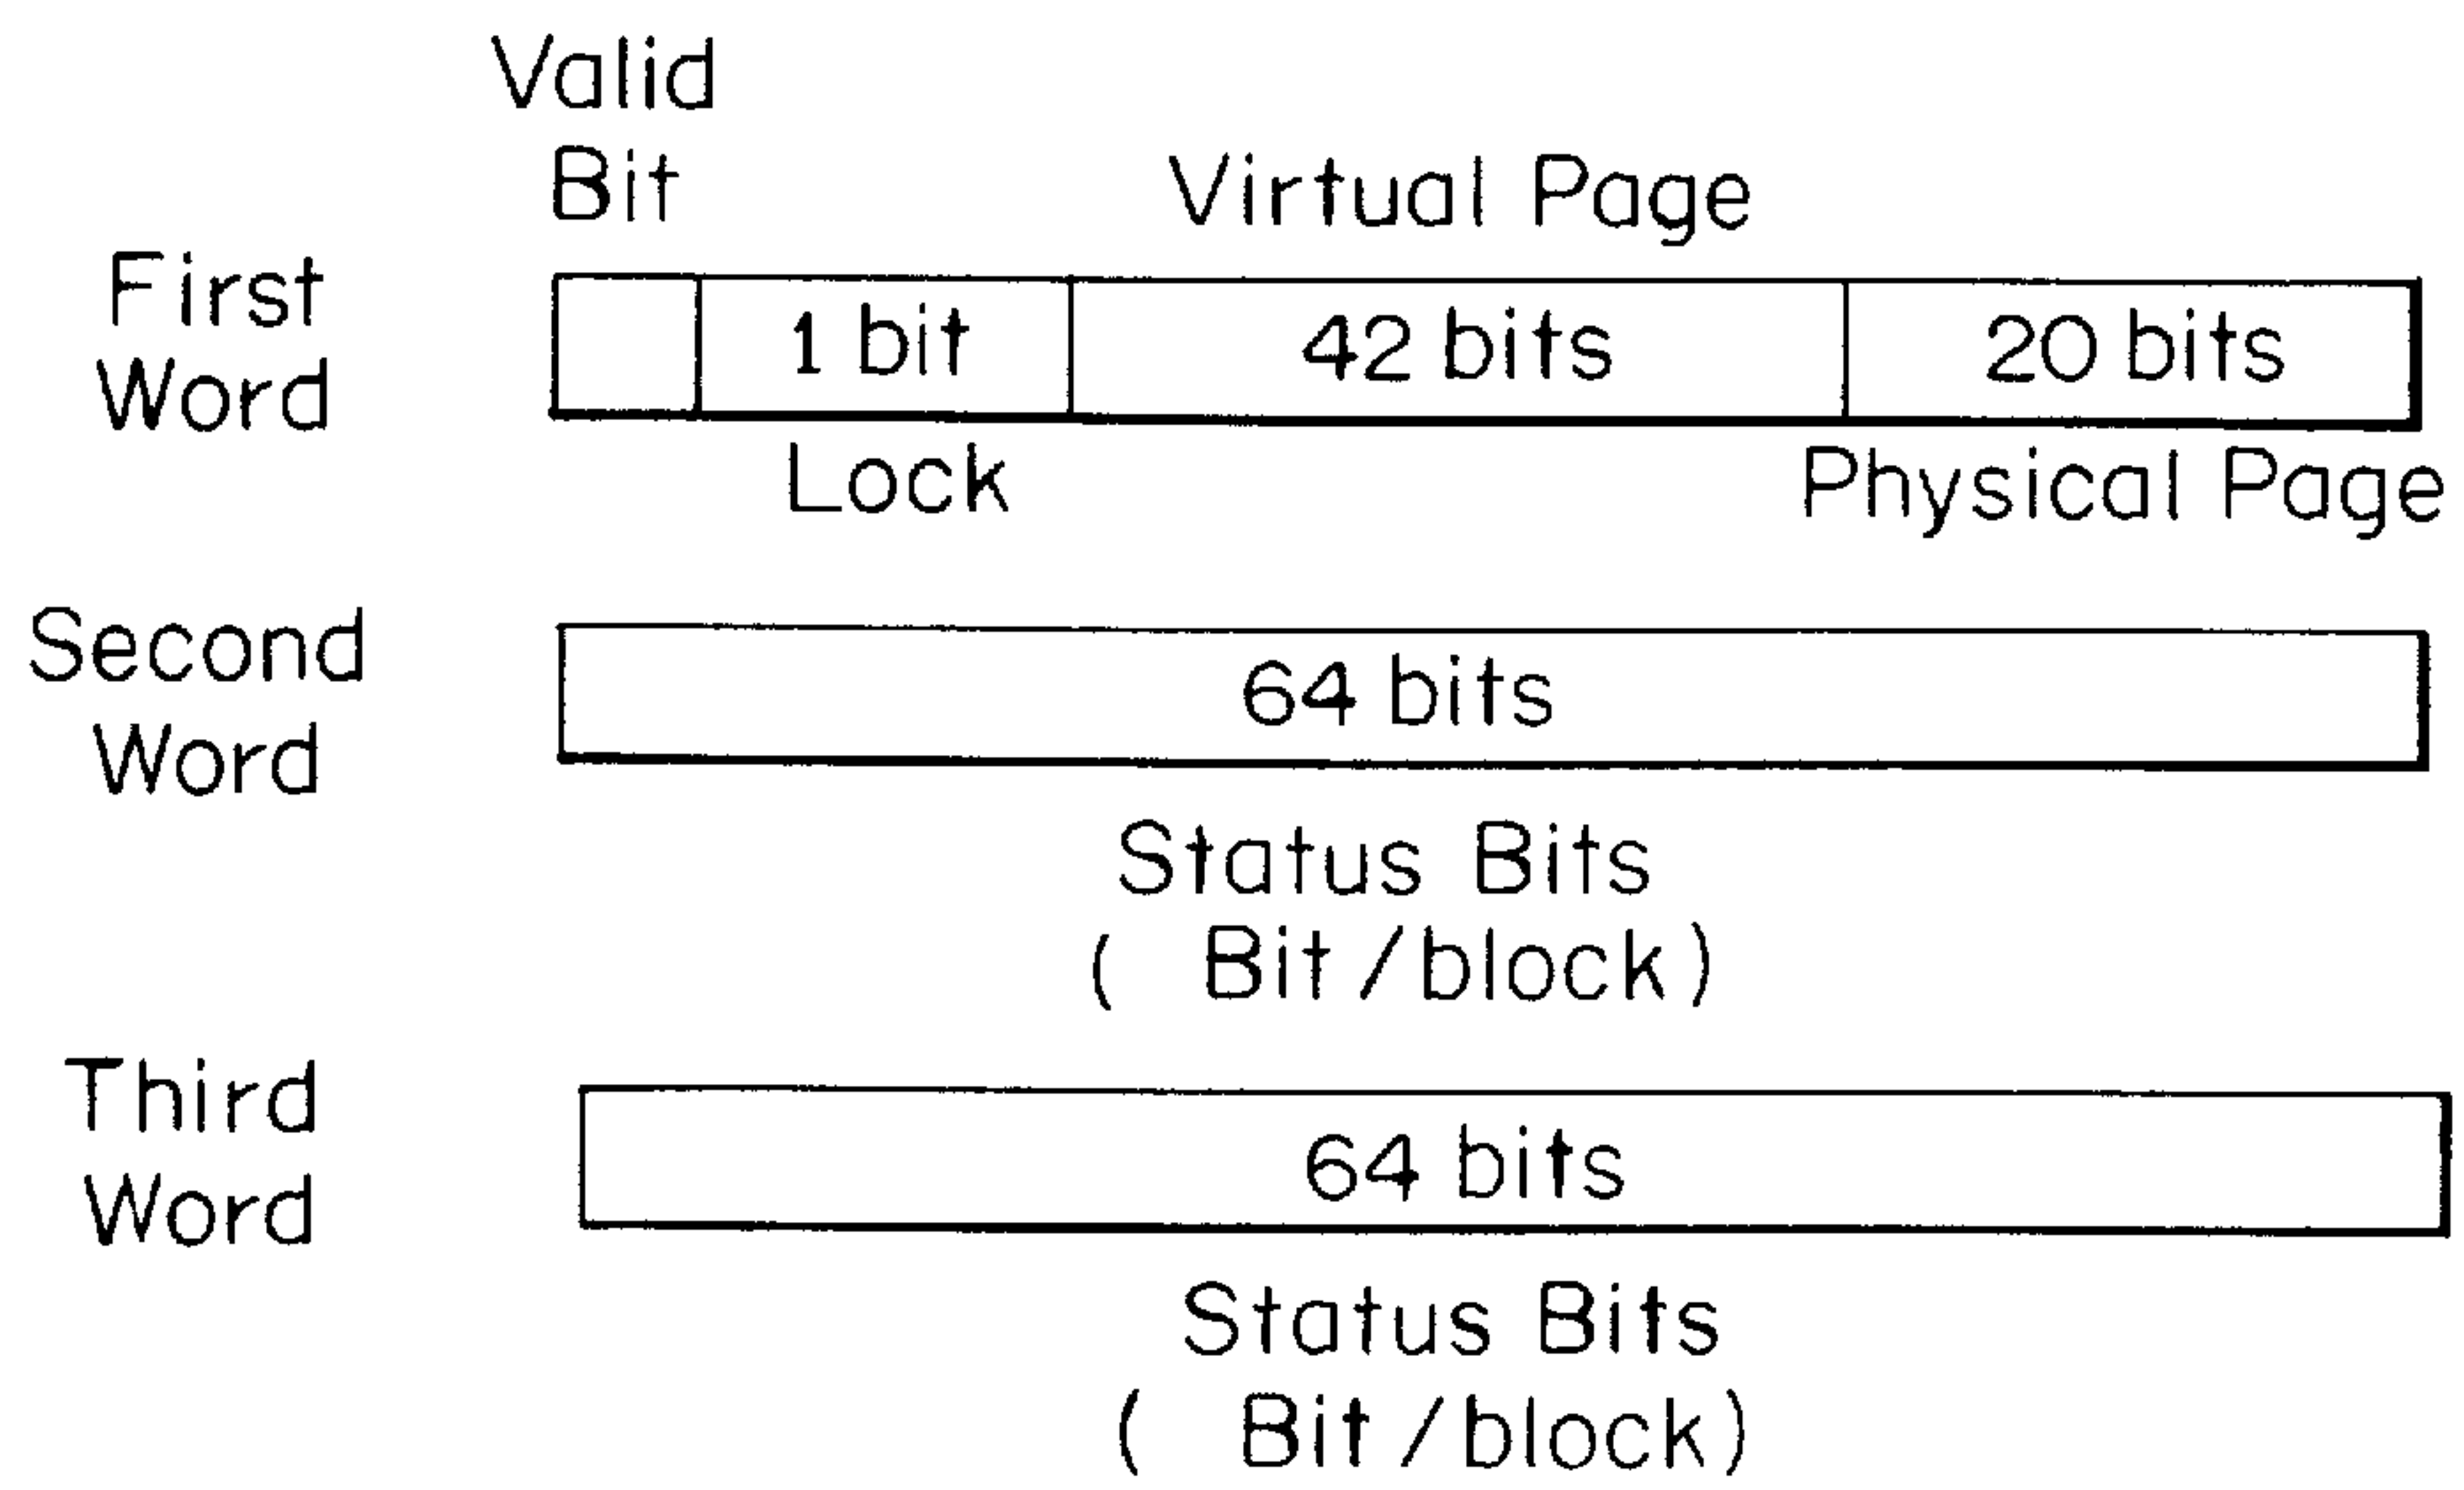 Valid
Bit
Virtual Page
First
Word
1 bit
42 bits
20 bits
Lock
Physical Page
Second
Word
64 bits
Status Bits
( Bit/block)
Third
Word
64 bits
Status Bits
( Bit/block)